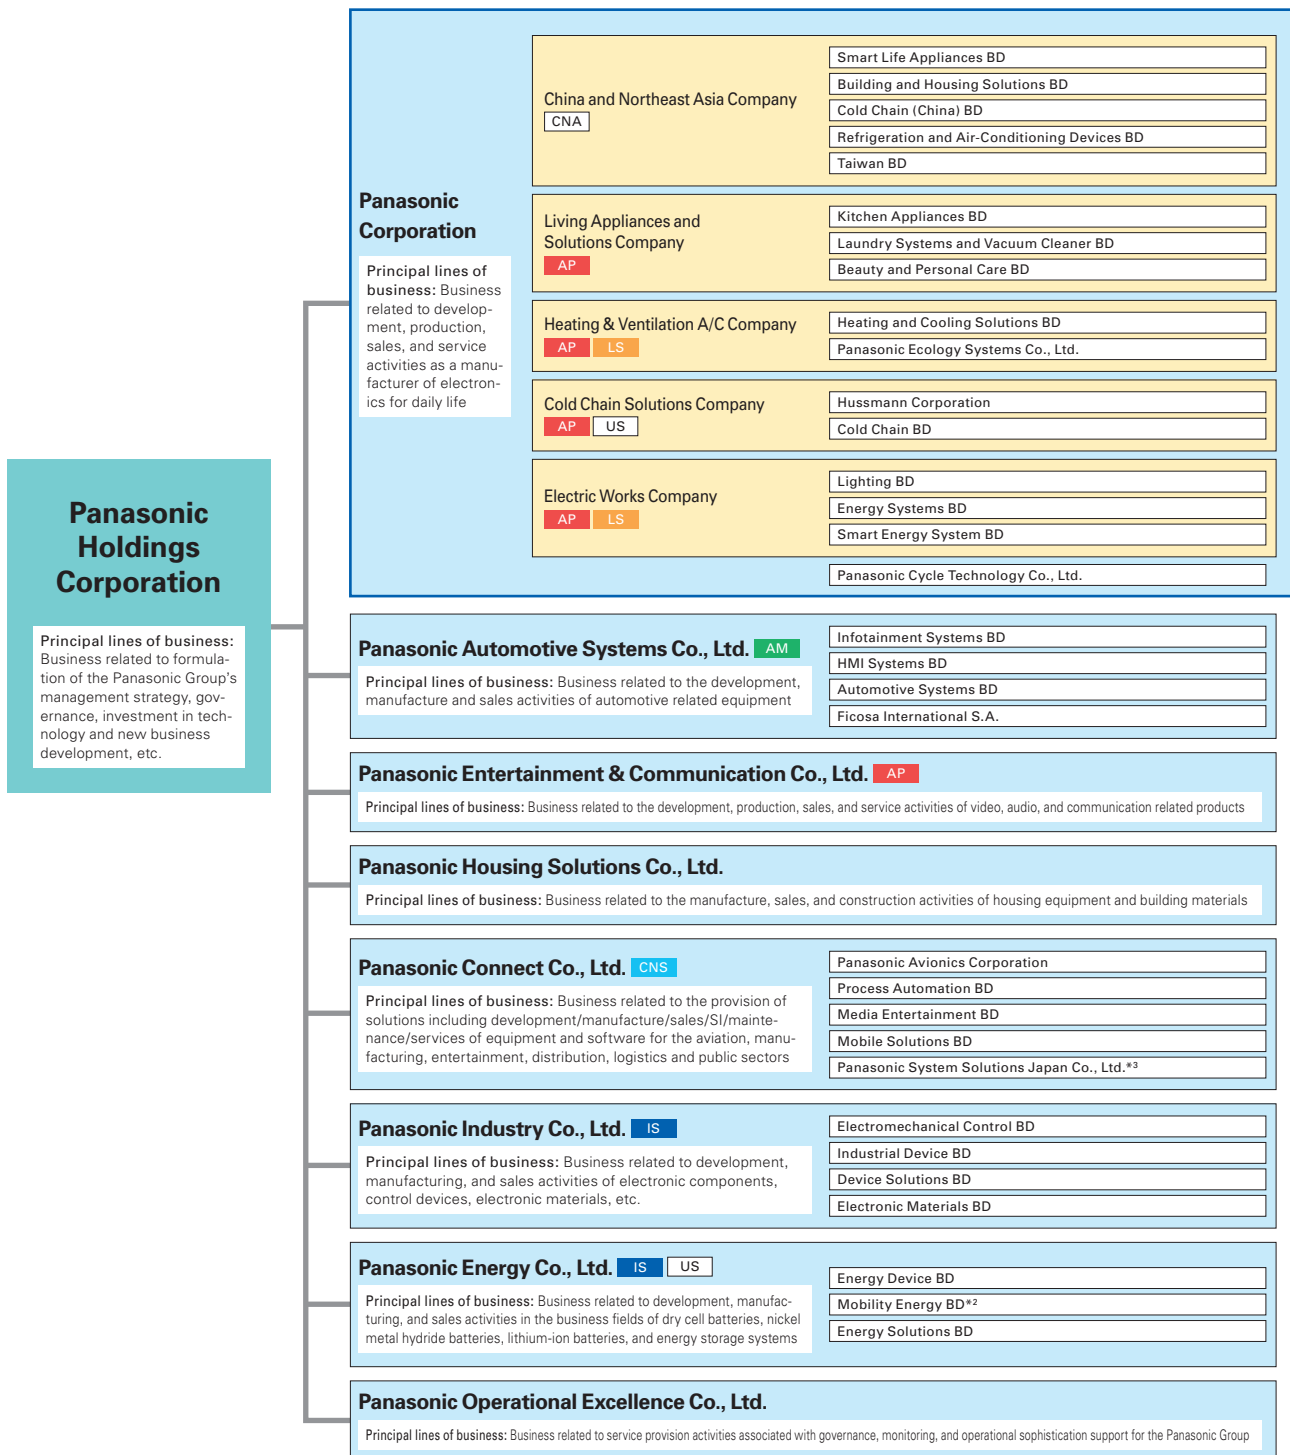 Panasonic
Holdings
Corporation
Principal lines of business:
Business related to formula-
tion of the Panasonic Group's
management strategy, gov-
ernance, investment in tech-
nology and new business
development, etc.
Panasonic
Corporation
Principal lines of
business: Business
related to develop-
ment, production,
sales, and service
activities as a manu-
facturer of electron-
ics for daily life
China and Northeast Asia Company
CNA
Smart Life Appliances BD
Building and Housing Solutions BD
Cold Chain (China) BD
Refrigeration and Air-Conditioning Devices BD
Taiwan BD
Living Appliances and
Solutions Company
AP
Kitchen Appliances BD
Laundry Systems and Vacuum Cleaner BD
Beauty and Personal Care BD
Heating & Ventilation A/C Company
AP LS
Heating and Cooling Solutions BD
Panasonic Ecology Systems Co., Ltd.
Cold Chain Solutions Company
AP US
Hussmann Corporation
Cold Chain BD
Electric Works Company
AP LS
Lighting BD
Energy Systems BD
Smart Energy System BD
Panasonic Cycle Technology Co., Ltd.
Panasonic Automotive Systems Co., Ltd. AM
Principal lines of business: Business related to the development,
manufacture and sales activities of automotive related equipment
Infotainment Systems BD
HMI Systems BD
Automotive Systems BD
Ficosa International S.A.
Panasonic Entertainment & Communication Co., Ltd. AP
Principal lines of business: Business related to the development, production, sales, and service activities of video, audio, and communication related products
Panasonic Housing Solutions Co., Ltd.
Principal lines of business: Business related to the manufacture, sales, and construction activities of housing equipment and building materials
Panasonic Connect Co., Ltd. CNS
Principal lines of business: Business related to the provision of
solutions including development/manufacture/sales/SI/mainte-
nance/services of equipment and software for the aviation, manu-
facturing, entertainment, distribution, logistics and public sectors
Panasonic Avionics Corporation
Process Automation BD
Media Entertainment BD
Mobile Solutions BD
Panasonic System Solutions Japan Co., Ltd.*3
Panasonic Industry Co., Ltd. IS
Principal lines of business: Business related to development,
manufacturing, and sales activities of electronic components,
control devices, electronic materials, etc.
Electromechanical Control BD
Industrial Device BD
Device Solutions BD
Electronic Materials BD
Panasonic Energy Co., Ltd. IS US
Principal lines of business: Business related to development, manufac-
turing, and sales activities in the business fields of dry cell batteries, nickel
metal hydride batteries, lithium-ion batteries, and energy storage systems
Energy Device BD
Mobility Energy BD*2
Energy Solutions BD
Panasonic Operational Excellence Co., Ltd.
Principal lines of business: Business related to service provision activities associated with governance, monitoring, and operational sophistication support for the Panasonic Group